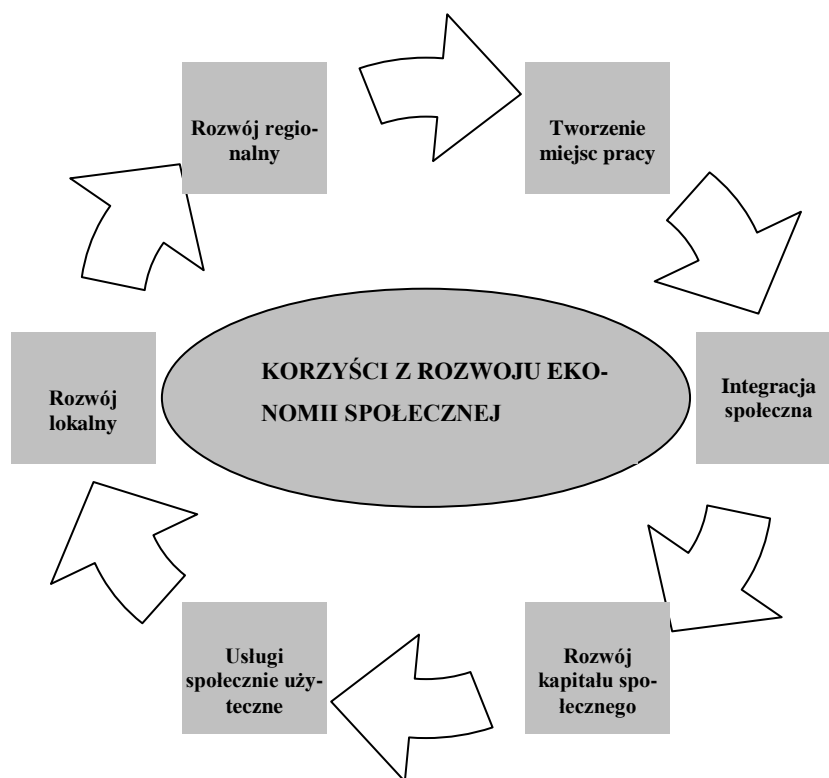 Rozwój regio-
nalny
Tworzenie
miejsc pracy
KORZYŚCI Z ROZWOJU EKO-
NOMII SPOŁECZNEJ
Rozwój
lokalny
Integracja
społeczna
Usługi
społecznie uży-
teczne
Rozwój
kapitału spo-
łecznego